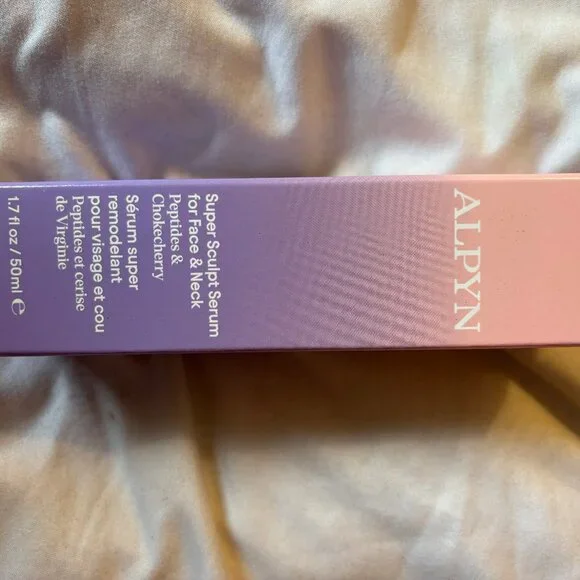 ALPYN
Super Sculpt Serum
for Face & Neck
Peptides &
Chokecherry
Sérum super
remodelant
pour visage et cou
Peptides et cerise
de Virginie
1.7 fl oz / 50ml ℮